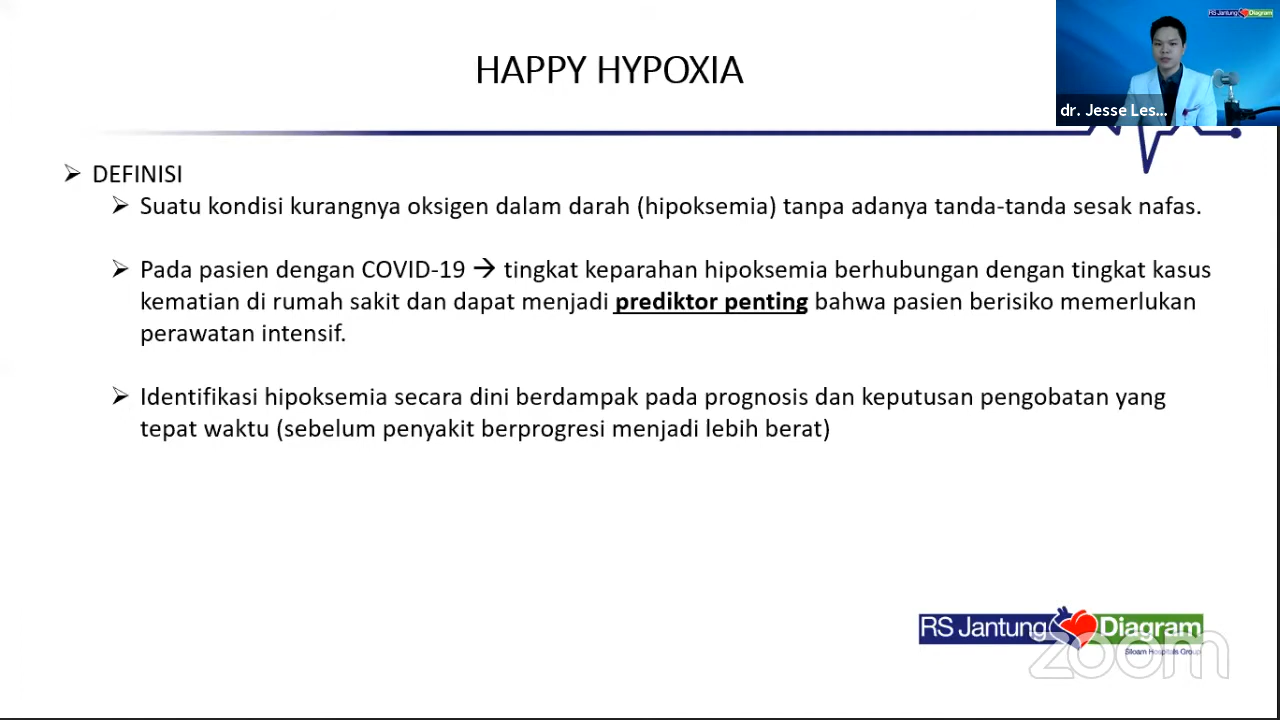 HAPPY HYPOXIA
RS Jantung Diagram
dr. Jesse Les...
➢ DEFINISI
➢ Suatu kondisi kurangnya oksigen dalam darah (hipoksemia) tanpa adanya tanda-tanda sesak nafas.
➢ Pada pasien dengan COVID-19 → tingkat keparahan hipoksemia berhubungan dengan tingkat kasus
kematian di rumah sakit dan dapat menjadi prediktor penting bahwa pasien berisiko memerlukan
perawatan intensif.
➢ Identifikasi hipoksemia secara dini berdampak pada prognosis dan keputusan pengobatan yang
tepat waktu (sebelum penyakit berprogresi menjadi lebih berat)
RS Jantung Diagram
Siloam Hospitals Group
zoom